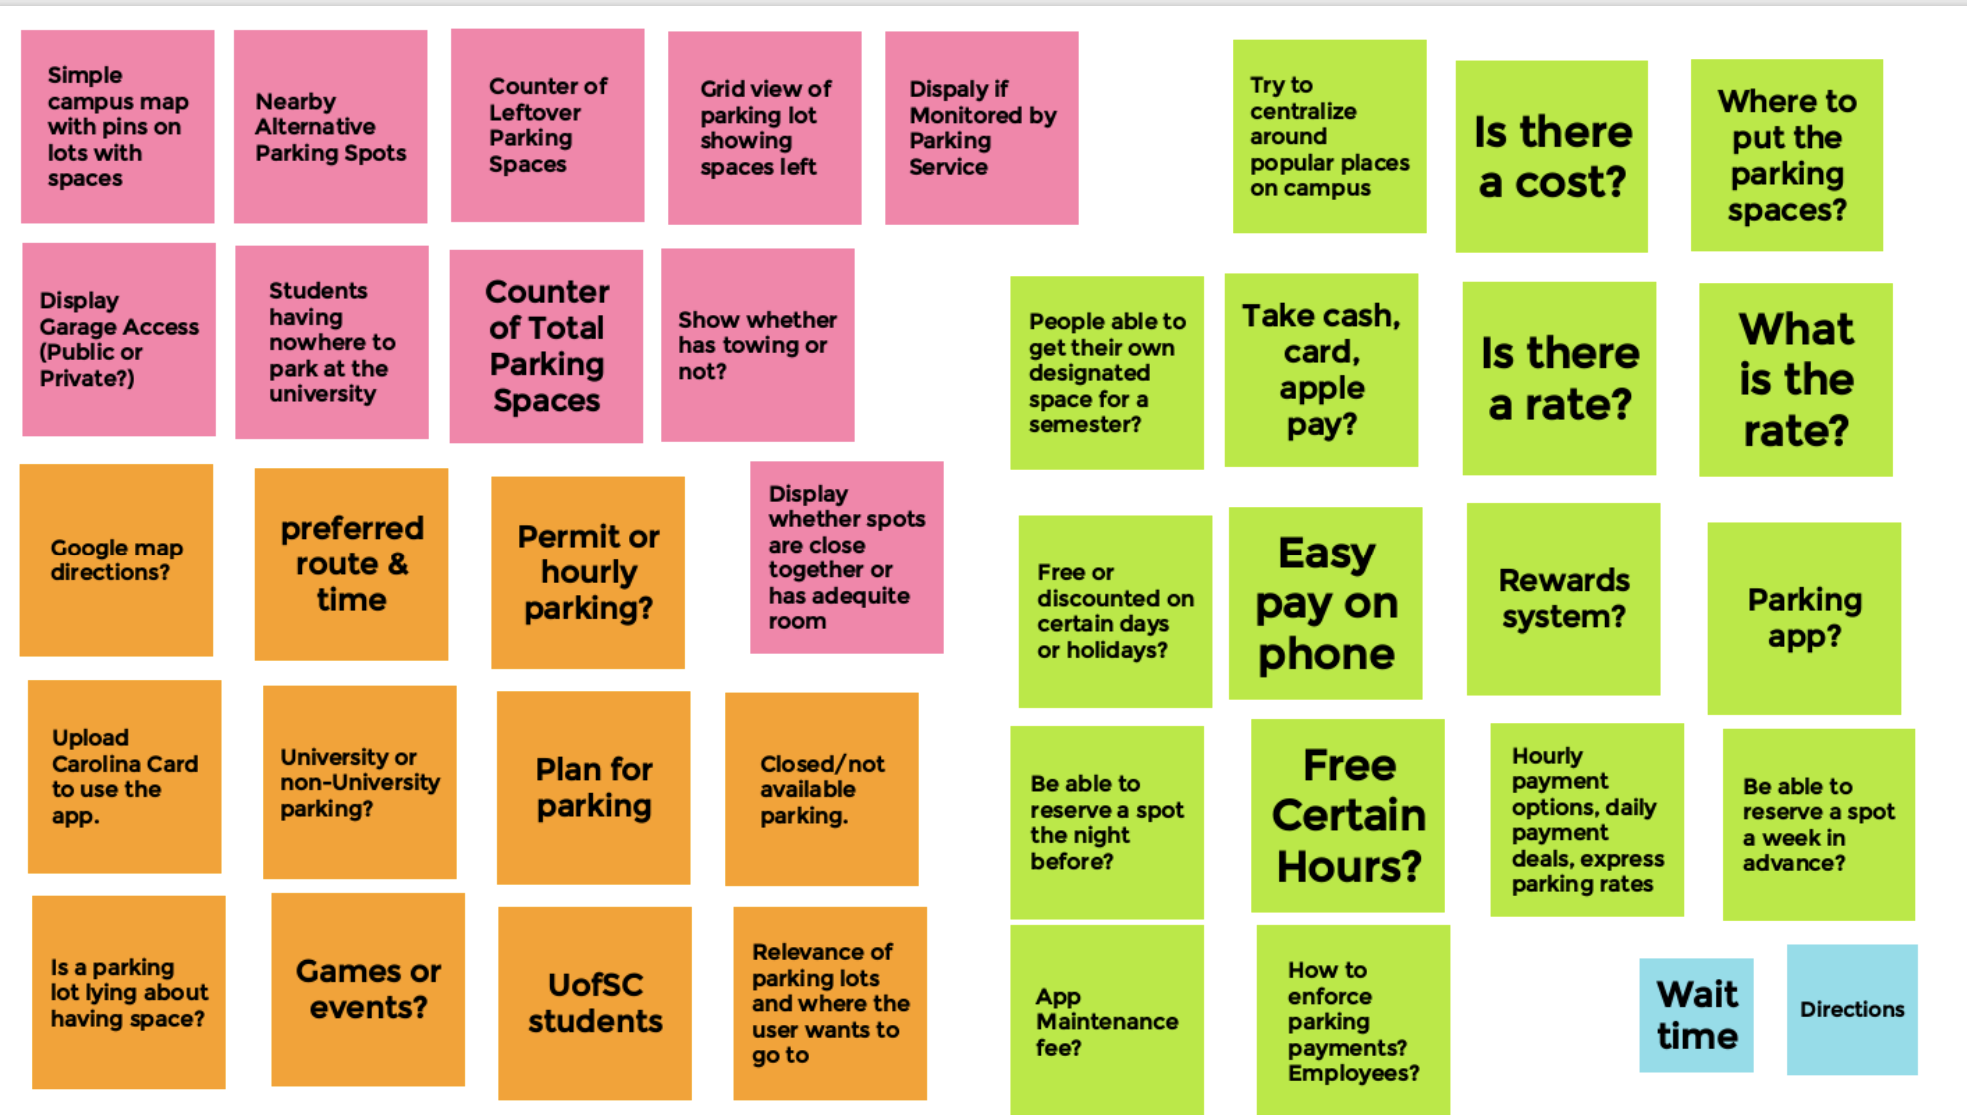 Simple
campus map
with pins on
lots with
spaces
Nearby
Alternative
Parking Spots
Counter of
Leftover
Parking
Spaces
Grid view of
parking lot
showing
spaces left
Dispaly if
Monitored by
Parking
Service
Display
Garage Access
(Public or
Private?)
Students
having
nowhere to
park at the
university
Counter
of Total
Parking
Spaces
Show whether
has towing or
not?
Display
whether spots
are close
together or
has adequite
room
Google map
directions?
preferred
route &
time
Permit or
hourly
parking?
Upload
Carolina Card
to use the
app.
University or
non-University
parking?
Plan for
parking
Closed/not
available
parking.
Is a parking
lot lying about
having space?
Games or
events?
UofSC
students
Relevance of
parking lots
and where the
user wants to
go to
Try to
centralize
around
popular places
on campus
Is there
a cost?
Where to
put the
parking
spaces?
People able to
get their own
designated
space for a
semester?
Take cash,
card,
apple
pay?
Is there
a rate?
What
is the
rate?
Free or
discounted on
certain days
or holidays?
Easy
pay on
phone
Rewards
system?
Parking
app?
Be able to
reserve a spot
the night
before?
Free
Certain
Hours?
Hourly
payment
options, daily
payment
deals, express
parking rates
Be able to
reserve a spot
a week in
advance?
App
Maintenance
fee?
How to
enforce
parking
payments?
Employees?
Wait
time
Directions